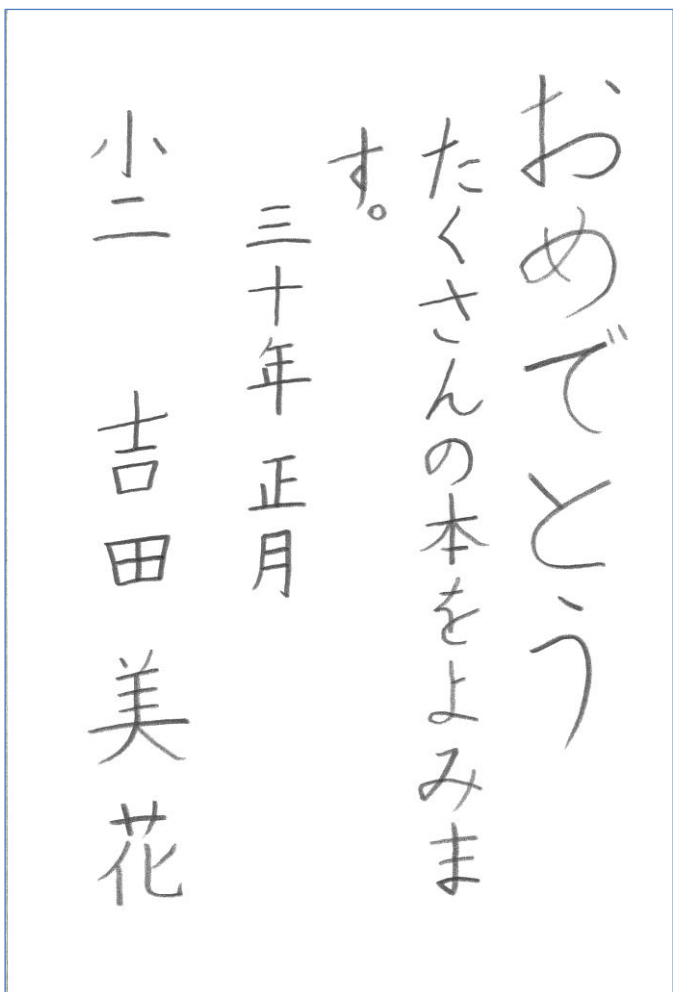 おめでとう
たくさんの本をよみま
す。
三十年 正月
小二 吉田美花